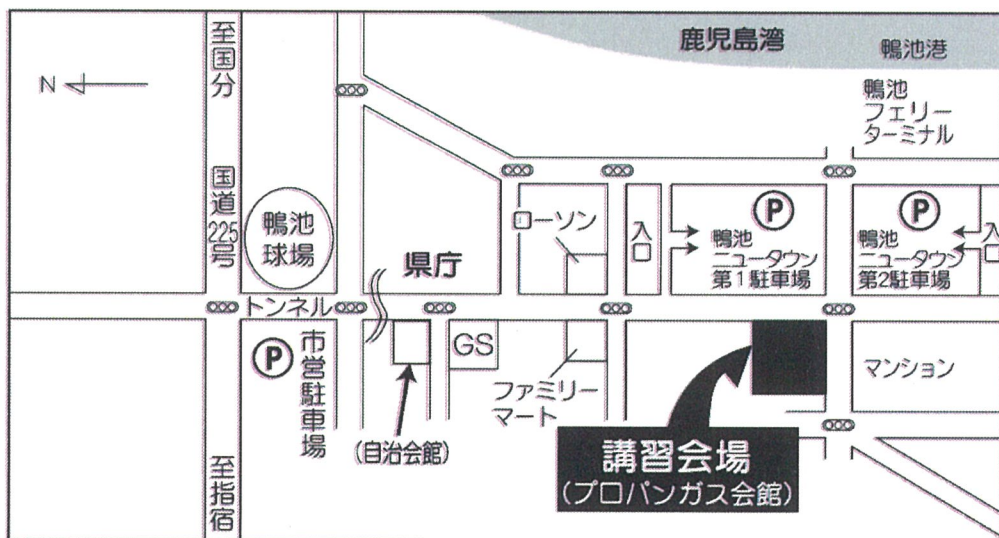 鹿児島湾
鴨池港
N
至国分
国道225号
鴨池
フェリー
ターミナル
鴨池
球場
県庁
ローソン
入口
P
鴨池
ニュータウン
第1駐車場
P
鴨池
ニュータウン
第2駐車場
入口
トンネル
P
市営駐車場
GS
ファミリー
マート
マンション
(自治会館)
講習会場
(プロパンガス会館)
至指宿